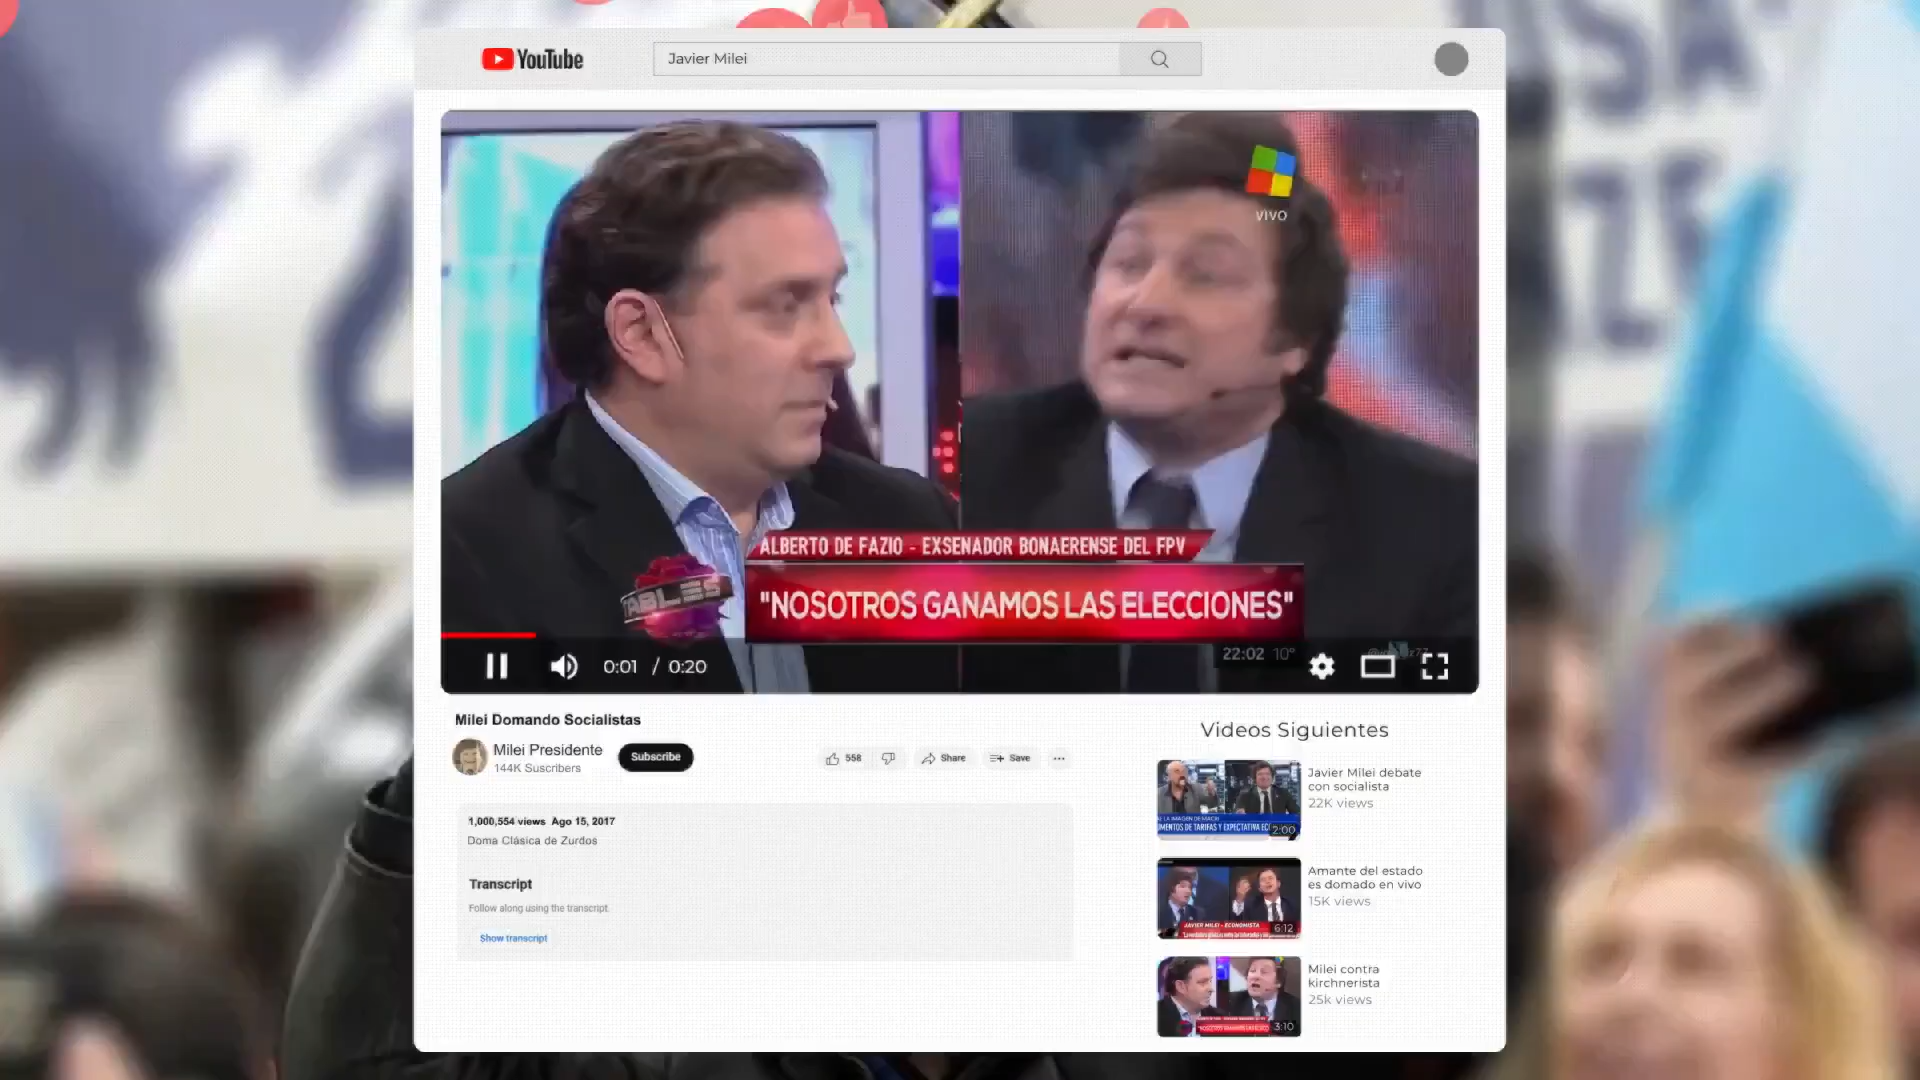 YouTube
Javier Milei
VIVO
ALBERTO DE FAZIO - EXSENADOR BONAERENSE DEL FPV
"NOSOTROS GANAMOS LAS ELECCIONES"
22:02 10°
0:01 / 0:20
Milei Domando Socialistas
Milei Presidente
144K Suscribers
Subscribe
558
Share
Save
1,000,554 views Ago 15, 2017
Doma Clásica de Zurdos
Transcript
Follow along using the transcript.
Show transcript
Videos Siguientes
Javier Milei debate
con socialista
22K views
2:00
Amante del estado
es domado en vivo
15K views
JAVIER MILEI - ECONOMISTA
6:12
Milei contra
kirchnerista
25k views
3:10